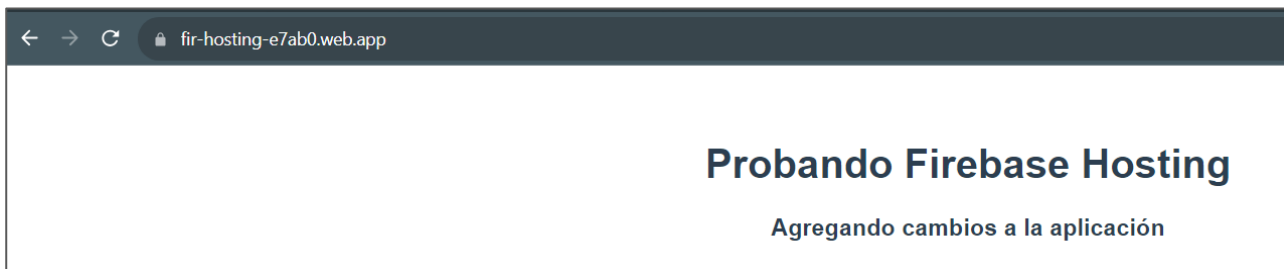 fir-hosting-e7ab0.web.app
Probando Firebase Hosting
Agregando cambios a la aplicación